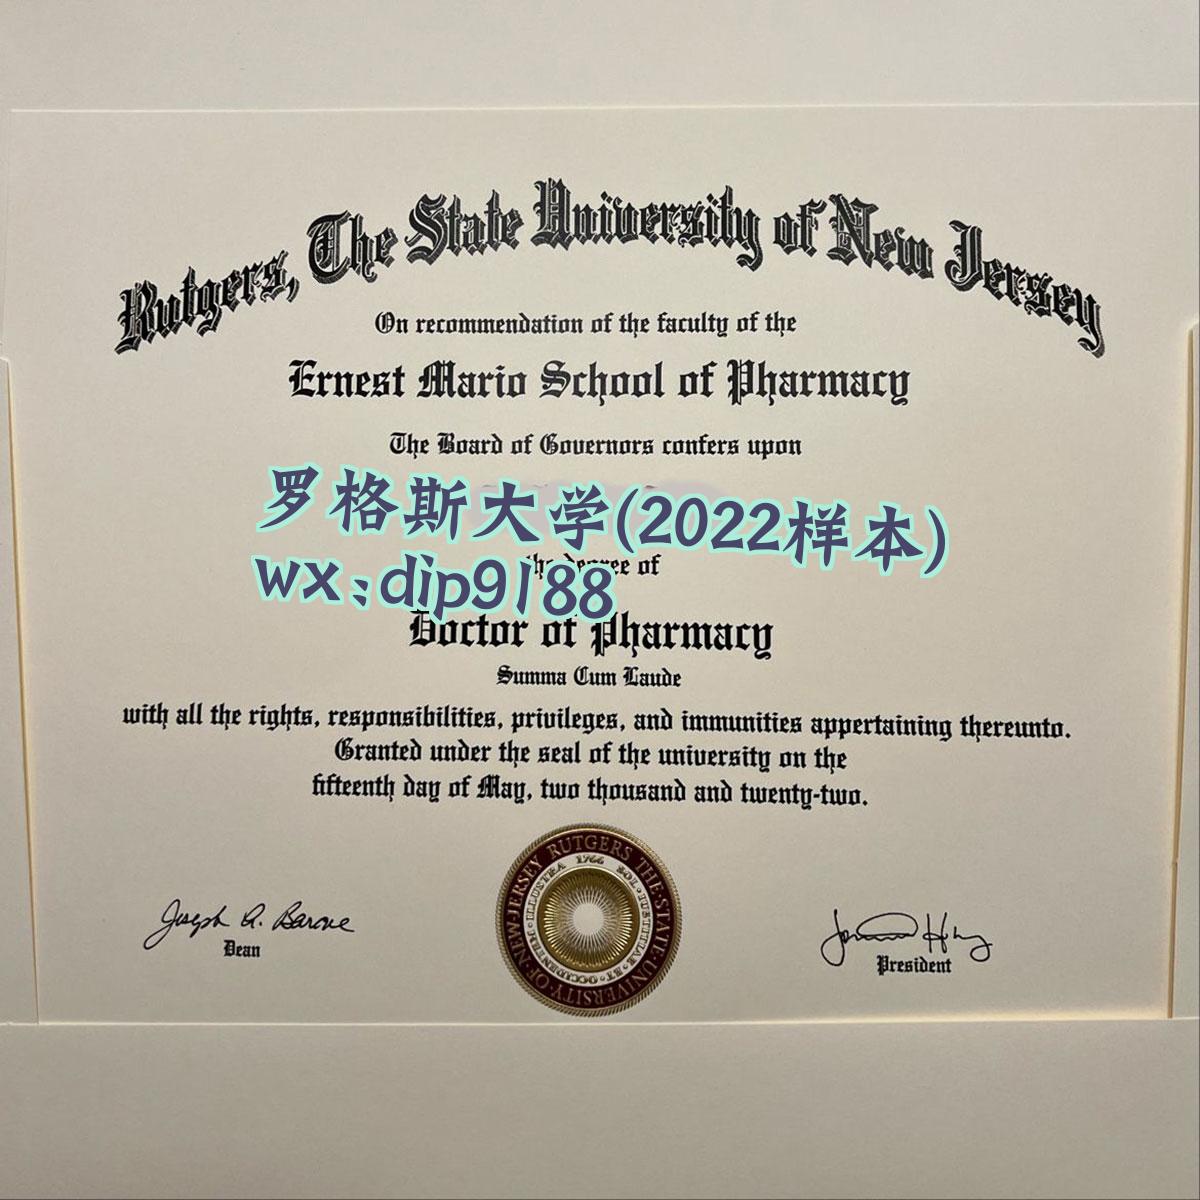 Rutgers, The State University of New Jersey
On recommendation of the faculty of the
Ernest Mario School of Pharmacy
The Board of Governors confers upon
罗格斯大学(2022样本)
the degree of
wx:dip9188
Doctor of Pharmacy
Summa Cum Laude
with all the rights, responsibilities, privileges, and immunities appertaining thereunto.
Granted under the seal of the university on the
fifteenth day of May, two thousand and twenty-two.
RUTGERS THE·STATE·UNIVERSITY·OF·NEW·JERSEY
1766
SOL·IUSTITIAE·ET·OCCIDENTEM·ILLUSTRA
Joseph A. Barone
Dean
President